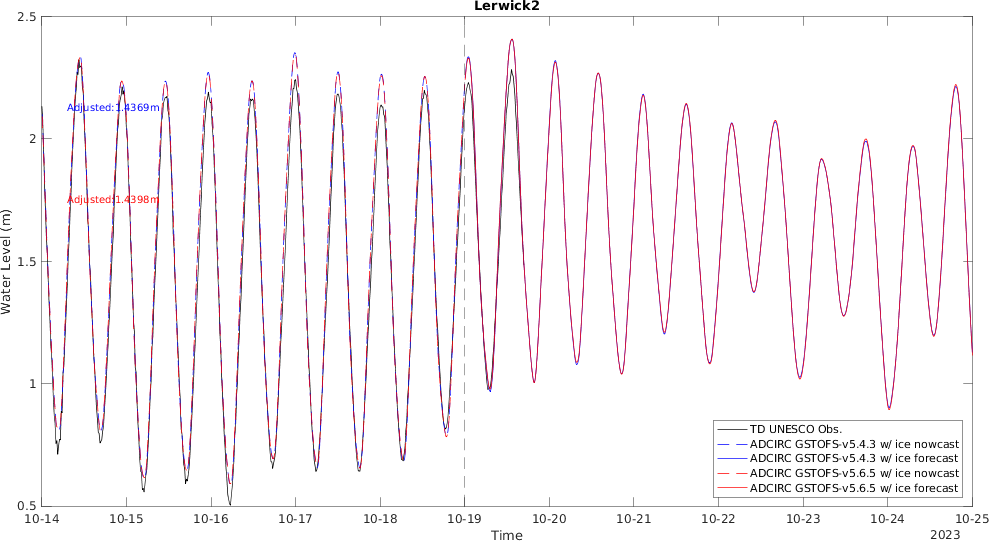 Lerwick2
2.5
2
1.5
1
0.5
Water Level (m)
Adjusted:1.4369m
Adjusted:1.4398m
TD UNESCO Obs.
ADCIRC GSTOFS-v5.4.3 w/ ice nowcast
ADCIRC GSTOFS-v5.4.3 w/ ice forecast
ADCIRC GSTOFS-v5.6.5 w/ ice nowcast
ADCIRC GSTOFS-v5.6.5 w/ ice forecast
10-14 10-15 10-16 10-17 10-18 10-19 10-20 10-21 10-22 10-23 10-24 10-25
Time
2023